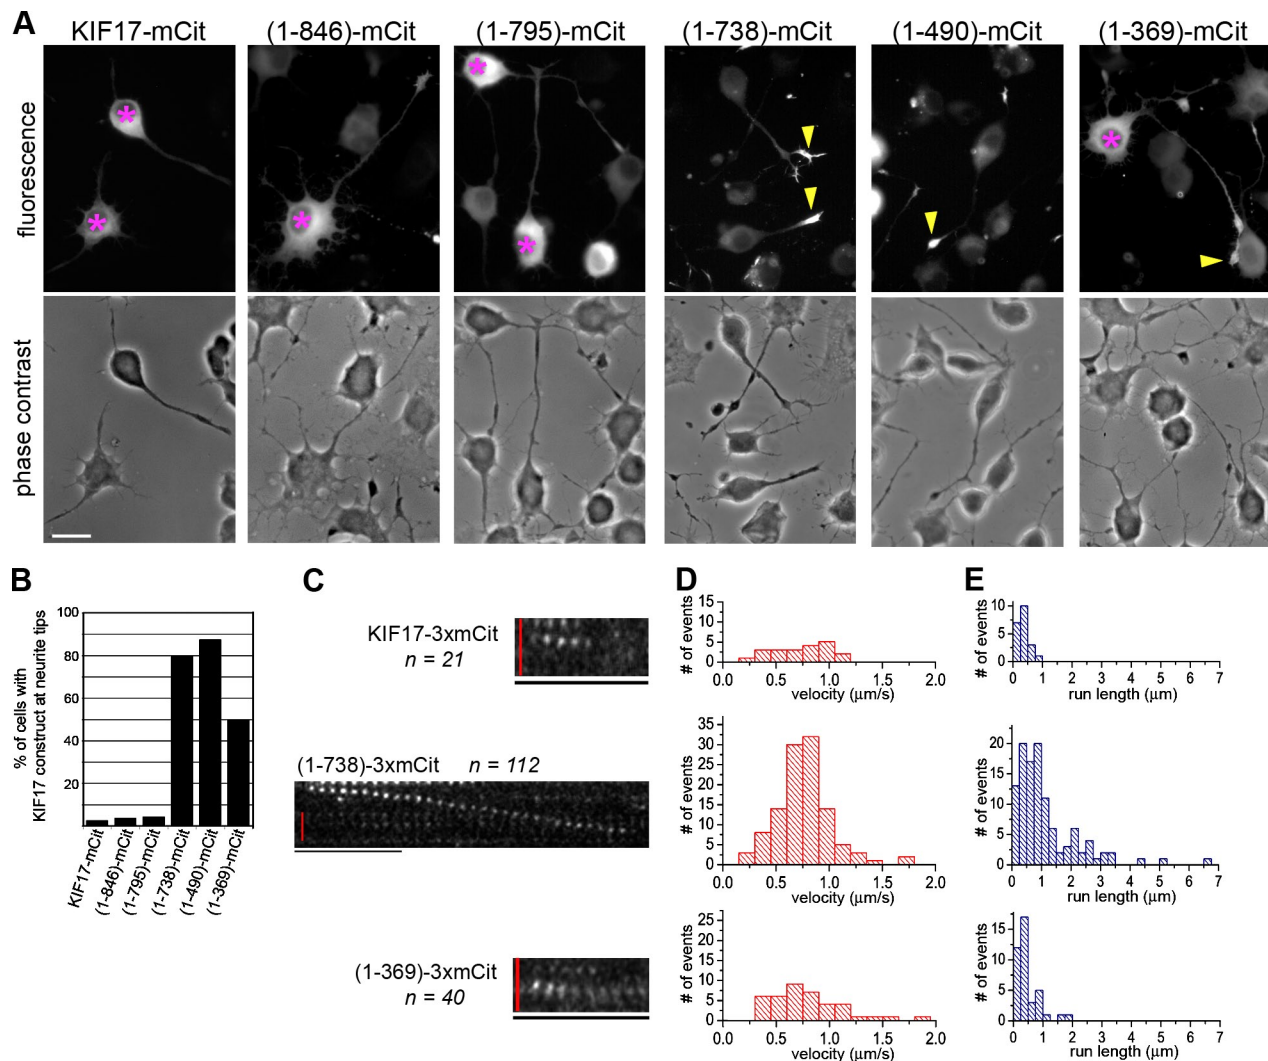 A
KIF17-mCit (1-846)-mCit (1-795)-mCit (1-738)-mCit (1-490)-mCit (1-369)-mCit
fluorescence
phase contrast
B
% of cells with
KIF17 construct at neurite tips
100
80
60
40
20
KIF17-mCit
(1-846)-mCit
(1-795)-mCit
(1-738)-mCit
(1-490)-mCit
(1-369)-mCit
C
KIF17-3xmCit
n = 21
(1-738)-3xmCit n = 112
(1-369)-3xmCit
n = 40
D
# of events
15
10
5
0
0.0 0.5 1.0 1.5 2.0
velocity (μm/s)
# of events
35
30
25
20
15
10
5
0
0.0 0.5 1.0 1.5 2.0
velocity (μm/s)
# of events
25
20
15
10
5
0
0.0 0.5 1.0 1.5 2.0
velocity (μm/s)
E
# of events
10
5
0
0 1 2 3 4 5 6 7
run length (μm)
# of events
20
15
10
5
0
0 1 2 3 4 5 6 7
run length (μm)
# of events
15
10
5
0
0 1 2 3 4 5 6 7
run length (μm)